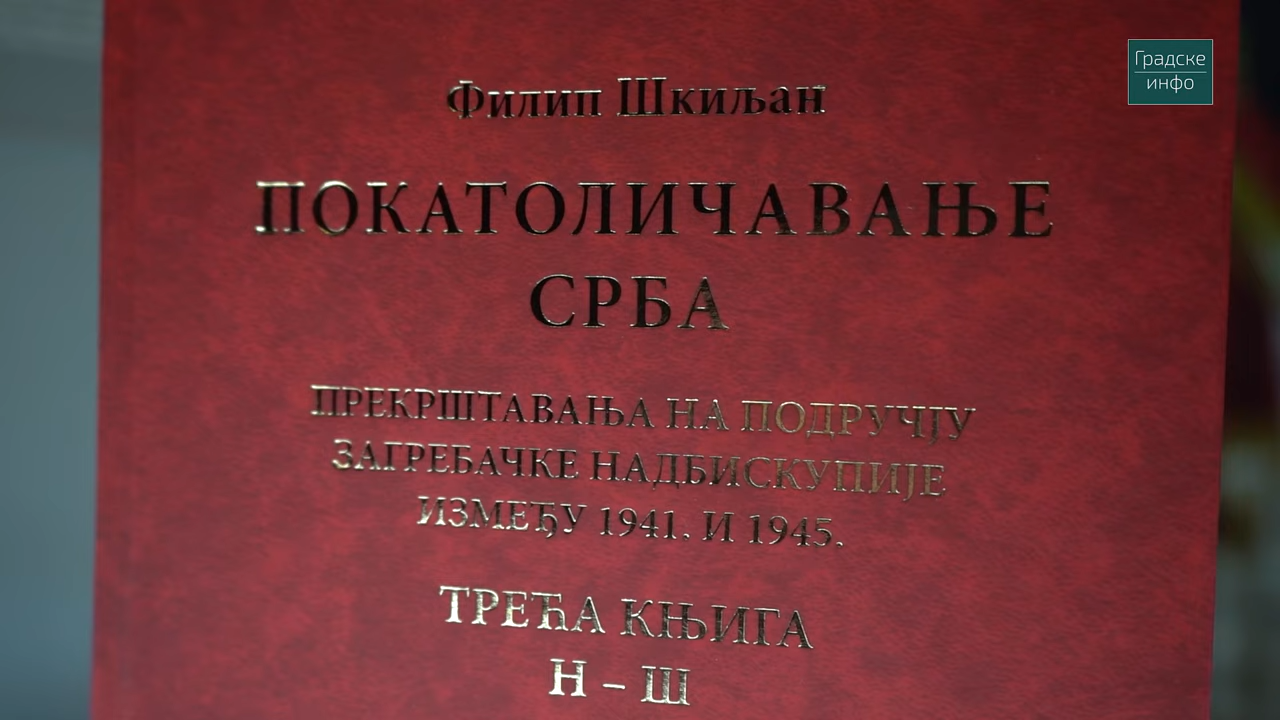 Градске
инфо
Филип Шкиљан
ПОКАТОЛИЧАВАЊЕ
СРБА
ПРЕКРШТАВАЊА НА ПОДРУЧЈУ
ЗАГРЕБАЧКЕ НАДБИСКУПИЈЕ
ИЗМЕЂУ 1941. И 1945.
ТРЕЋА КЊИГА
Н – Ш